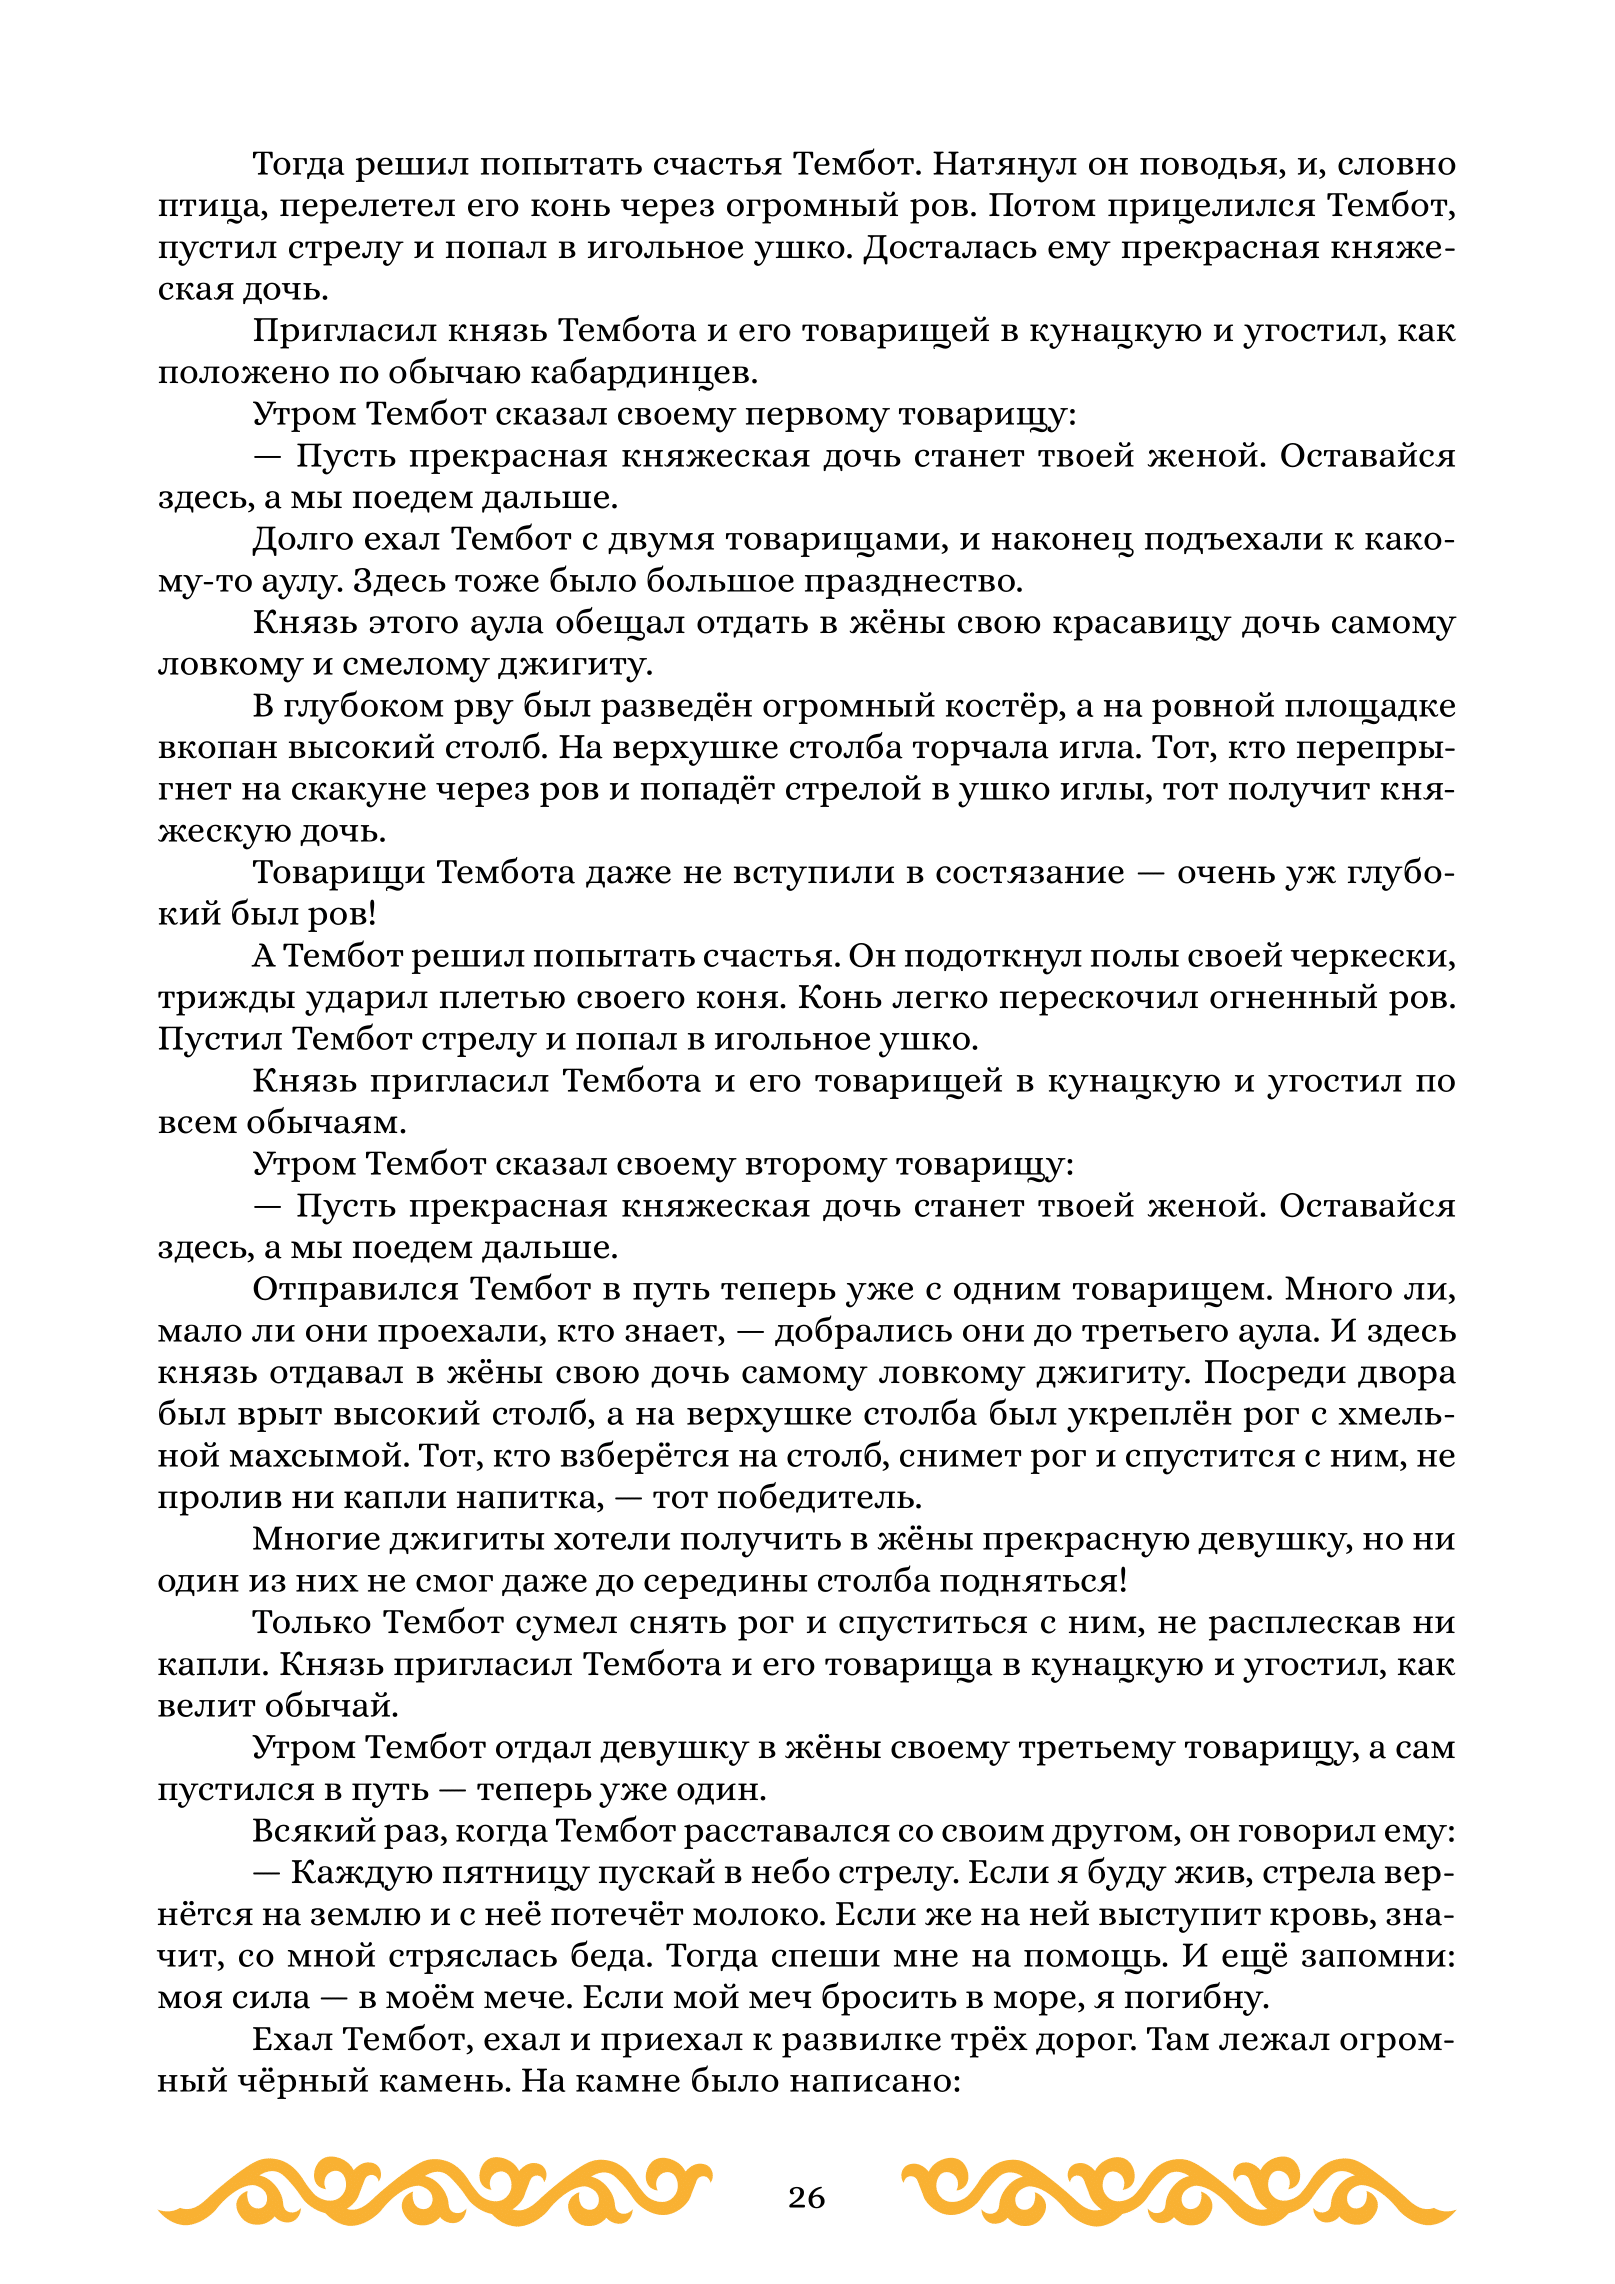 Тогда решил попытать счастья Тембот. Натянул он поводья, и, словно
птица, перелетел его конь через огромный ров. Потом прицелился Тембот,
пустил стрелу и попал в игольное ушко. Досталась ему прекрасная княже-
ская дочь.
Пригласил князь Тембота и его товарищей в кунацкую и угостил, как
положено по обычаю кабардинцев.
Утром Тембот сказал своему первому товарищу:
— Пусть прекрасная княжеская дочь станет твоей женой. Оставайся
здесь, а мы поедем дальше.
Долго ехал Тембот с двумя товарищами, и наконец подъехали к како-
му-то аулу. Здесь тоже было большое празднество.
Князь этого аула обещал отдать в жёны свою красавицу дочь самому
ловкому и смелому джигиту.
В глубоком рву был разведён огромный костёр, а на ровной площадке
вкопан высокий столб. На верхушке столба торчала игла. Тот, кто перепры-
гнет на скакуне через ров и попадёт стрелой в ушко иглы, тот получит кня-
жескую дочь.
Товарищи Тембота даже не вступили в состязание — очень уж глубо-
кий был ров!
А Тембот решил попытать счастья. Он подоткнул полы своей черкески,
трижды ударил плетью своего коня. Конь легко перескочил огненный ров.
Пустил Тембот стрелу и попал в игольное ушко.
Князь пригласил Тембота и его товарищей в кунацкую и угостил по
всем обычаям.
Утром Тембот сказал своему второму товарищу:
— Пусть прекрасная княжеская дочь станет твоей женой. Оставайся
здесь, а мы поедем дальше.
Отправился Тембот в путь теперь уже с одним товарищем. Много ли,
мало ли они проехали, кто знает, — добрались они до третьего аула. И здесь
князь отдавал в жёны свою дочь самому ловкому джигиту. Посреди двора
был врыт высокий столб, а на верхушке столба был укреплён рог с хмель-
ной махсымой. Тот, кто взберётся на столб, снимет рог и спустится с ним, не
пролив ни капли напитка, — тот победитель.
Многие джигиты хотели получить в жёны прекрасную девушку, но ни
один из них не смог даже до середины столба подняться!
Только Тембот сумел снять рог и спуститься с ним, не расплескав ни
капли. Князь пригласил Тембота и его товарища в кунацкую и угостил, как
велит обычай.
Утром Тембот отдал девушку в жёны своему третьему товарищу, а сам
пустился в путь — теперь уже один.
Всякий раз, когда Тембот расставался со своим другом, он говорил ему:
— Каждую пятницу пускай в небо стрелу. Если я буду жив, стрела вер-
нётся на землю и с неё потечёт молоко. Если же на ней выступит кровь, зна-
чит, со мной стряслась беда. Тогда спеши мне на помощь. И ещё запомни:
моя сила — в моём мече. Если мой меч бросить в море, я погибну.
Ехал Тембот, ехал и приехал к развилке трёх дорог. Там лежал огром-
ный чёрный камень. На камне было написано:
26